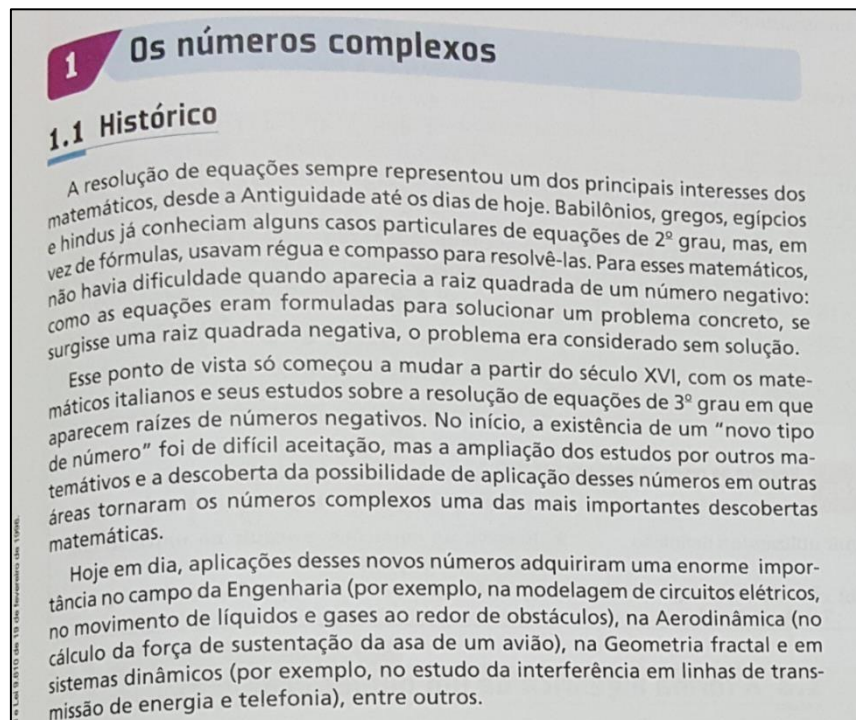 1 Os números complexos
1.1 Histórico
A resolução de equações sempre representou um dos principais interesses dos
matemáticos, desde a Antiguidade até os dias de hoje. Babilônios, gregos, egípcios
e hindus já conheciam alguns casos particulares de equações de 2º grau, mas, em
vez de fórmulas, usavam régua e compasso para resolvê-las. Para esses matemáticos,
não havia dificuldade quando aparecia a raiz quadrada de um número negativo:
como as equações eram formuladas para solucionar um problema concreto, se
surgisse uma raiz quadrada negativa, o problema era considerado sem solução.
Esse ponto de vista só começou a mudar a partir do século XVI, com os mate-
máticos italianos e seus estudos sobre a resolução de equações de 3º grau em que
aparecem raízes de números negativos. No início, a existência de um “novo tipo
de número” foi de difícil aceitação, mas a ampliação dos estudos por outros ma-
temátivos e a descoberta da possibilidade de aplicação desses números em outras
áreas tornaram os números complexos uma das mais importantes descobertas
matemáticas.
Hoje em dia, aplicações desses novos números adquiriram uma enorme impor-
tância no campo da Engenharia (por exemplo, na modelagem de circuitos elétricos,
no movimento de líquidos e gases ao redor de obstáculos), na Aerodinâmica (no
cálculo da força de sustentação da asa de um avião), na Geometria fractal e em
sistemas dinâmicos (por exemplo, no estudo da interferência em linhas de trans-
missão de energia e telefonia), entre outros.
e Lei 9.610 de 19 de fevereiro de 1998.